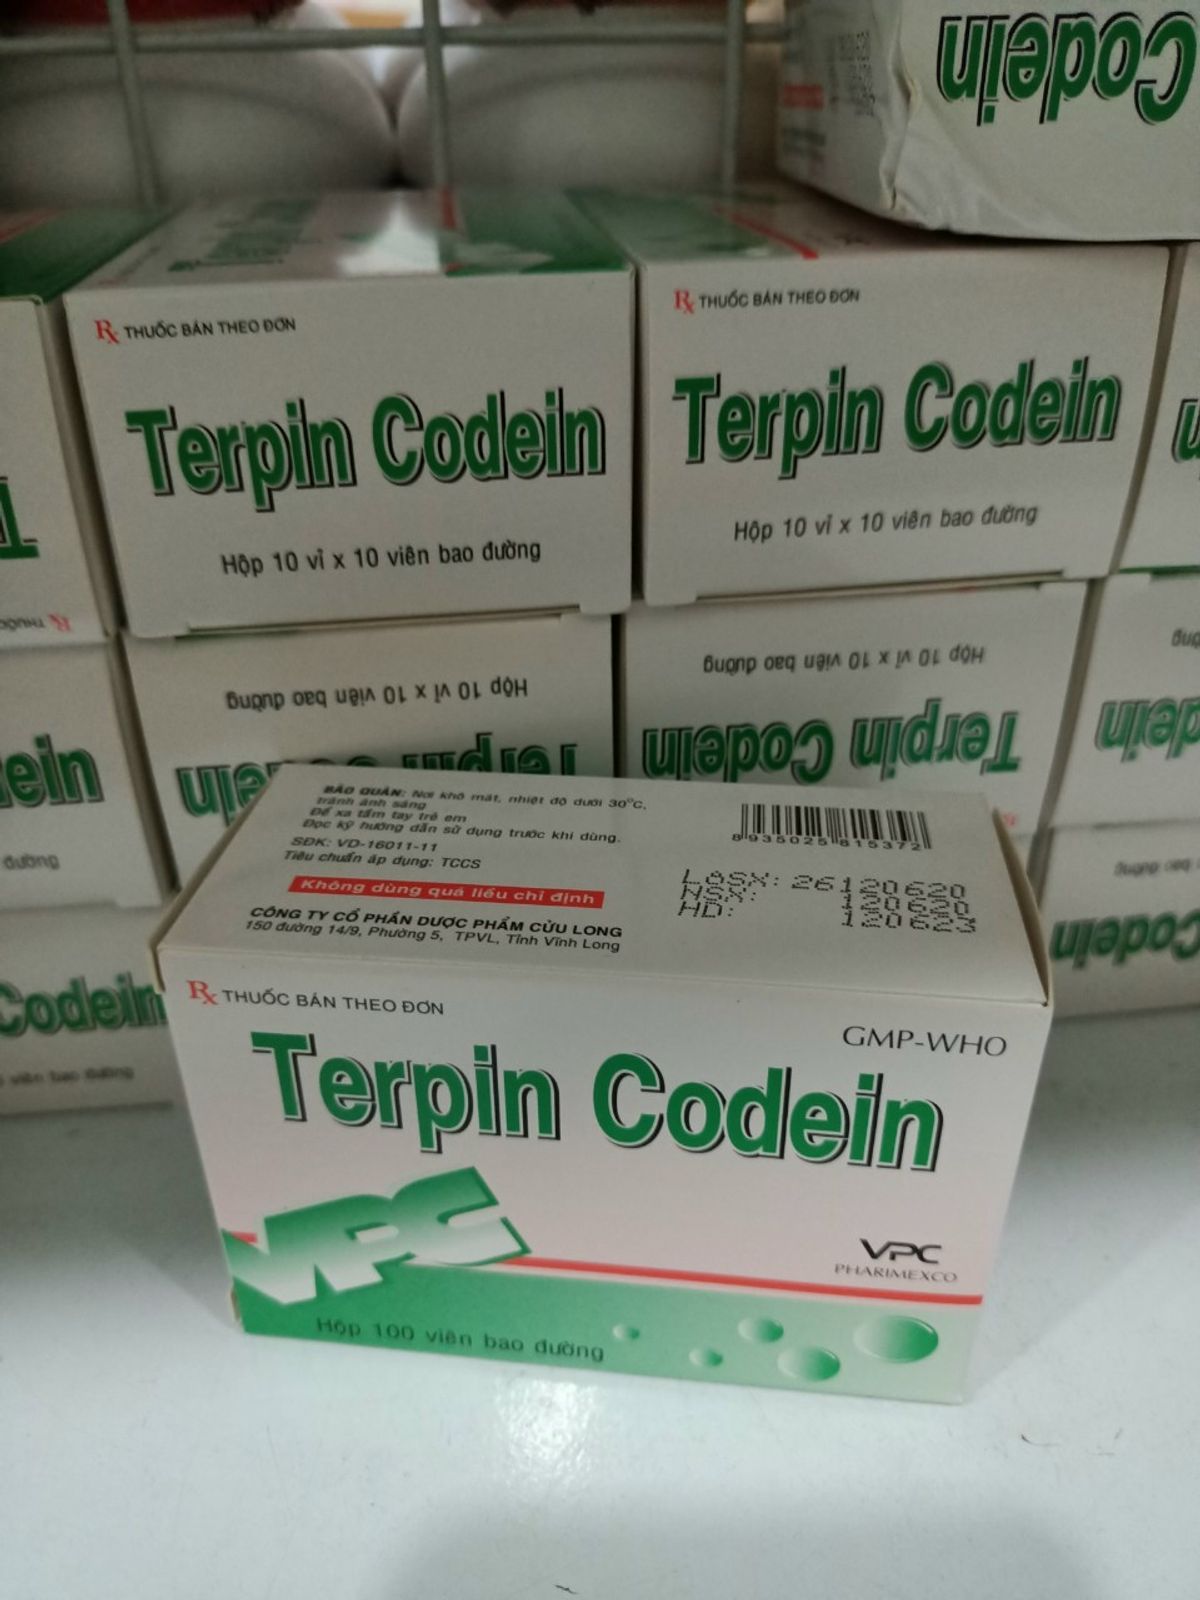 Codein
Rx THUỐC BÁN THEO ĐƠN
Terpin Codein
Hộp 10 vỉ x 10 viên bao đường
Rx THUỐC BÁN THEO ĐƠN
Terpin Codein
Hộp 10 vỉ x 10 viên bao đường
Hộp 10 vỉ x 10 viên bao đường
Terpin Codein
Hộp 10 vỉ x 10 viên bao đường
Terpin Codein
Codein
BẢO QUẢN: Nơi khô mát, nhiệt độ dưới 30°C,
tránh ánh sáng
Để xa tầm tay trẻ em
Đọc kỹ hướng dẫn sử dụng trước khi dùng.
SĐK: VD-16011-11
Tiêu chuẩn áp dụng: TCCS
Không dùng quá liều chỉ định
CÔNG TY CỔ PHẦN DƯỢC PHẨM CỬU LONG
150 đường 14/9, Phường 5, TPVL, Tỉnh Vĩnh Long
8 935025 815372
LOSX: 26120620
NSX: 120620
HD: 120623
Rx THUỐC BÁN THEO ĐƠN
GMP-WHO
Terpin Codein
VPC
VPC
PHARIMEXCO
Hộp 100 viên bao đường